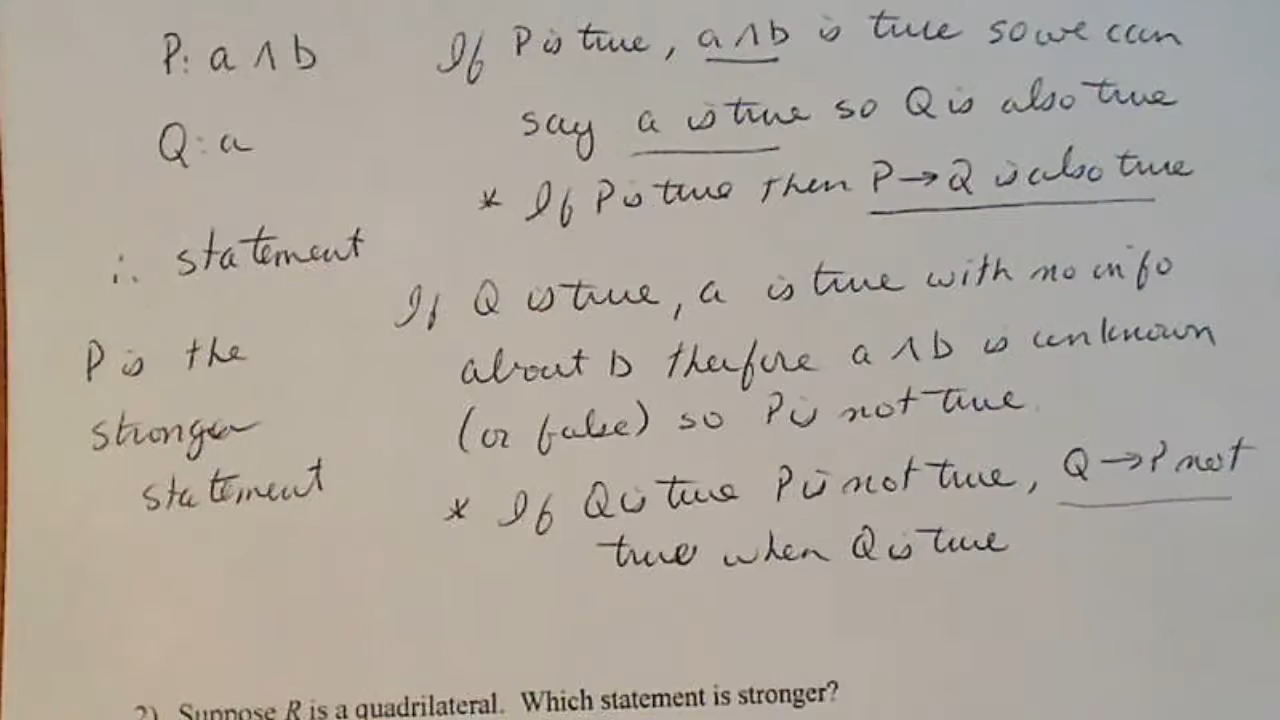 P: a ∧ b
Q: a
∴ statement
P is the
stronger
statement
If P is true, a ∧ b is true so we can
say a is true so Q is also true
* If P is true then P → Q is also true
If Q is true, a is true with no info
about b therfore a ∧ b is unknown
(or false) so P is not true.
* If Q is true P is not true, Q → P not
true when Q is true
2) Suppose R is a quadrilateral. Which statement is stronger?